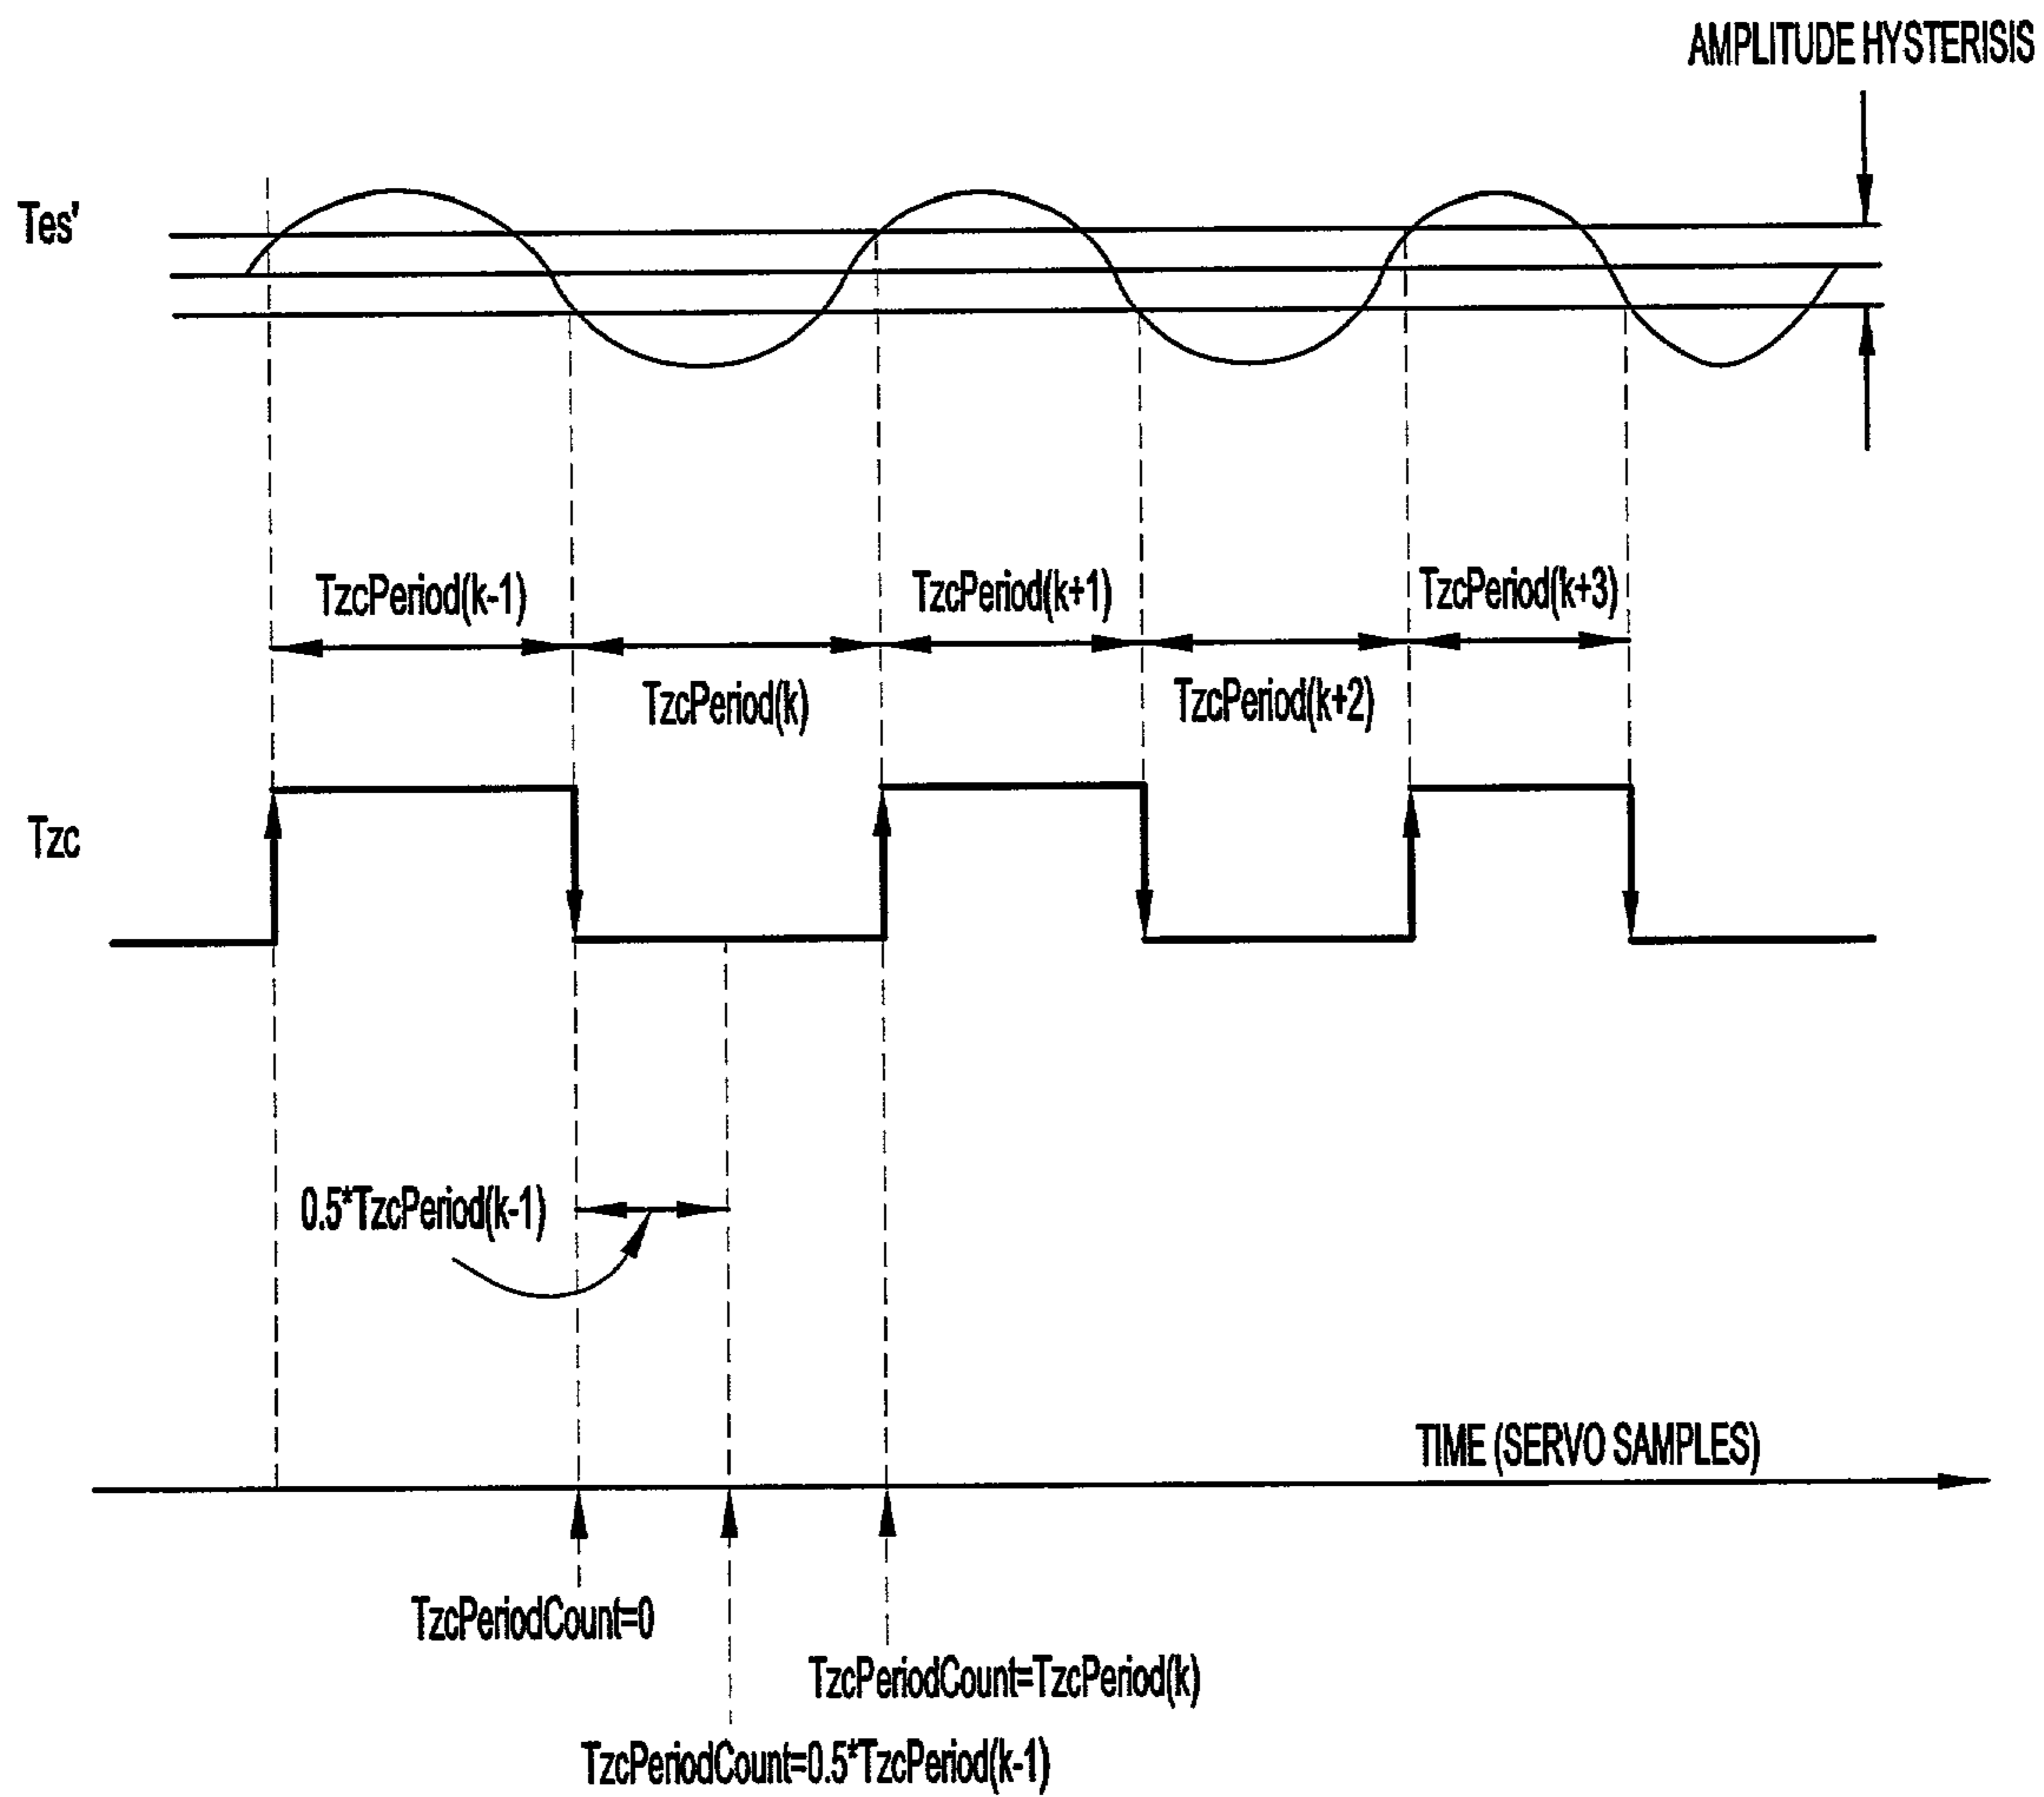 AMPLITUDE HYSTERISIS
Tes'
TzcPeriod(k-1)
TzcPeriod(k+1)
TzcPeriod(k+3)
TzcPeriod(k)
TzcPeriod(k+2)
Tzc
0.5*TzcPeriod(k-1)
TIME (SERVO SAMPLES)
TzcPeriodCount=0
TzcPeriodCount=TzcPeriod(k)
TzcPeriodCount=0.5*TzcPeriod(k-1)